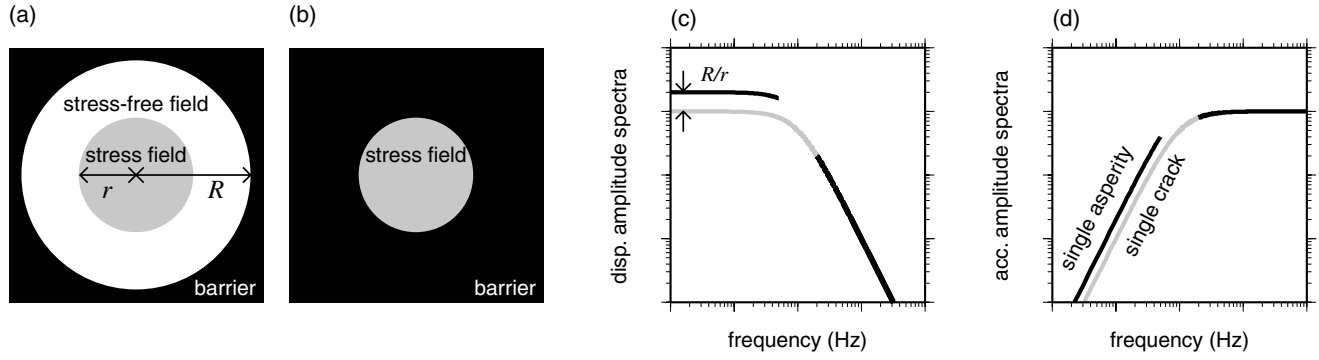 (a)
stress-free field
stress field
r
R
barrier
(b)
stress field
barrier
(c)
disp. amplitude spectra
R/r
frequency (Hz)
(d)
acc. amplitude spectra
single asperity
single crack
frequency (Hz)